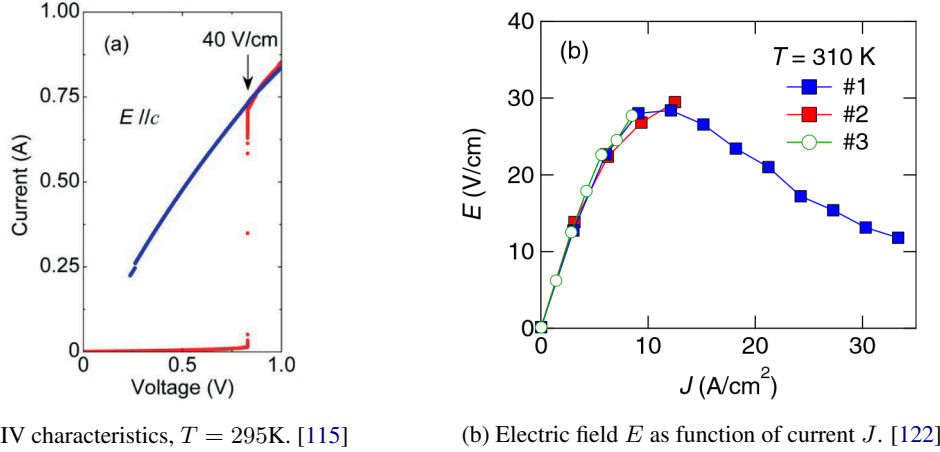 1.00
(a)
40 V/cm
0.75
E //c
Current (A)
0.50
0.25
0
0
0.5
1.0
Voltage (V)
40
(b)
T = 310 K
#1
#2
#3
30
E (V/cm)
20
10
0
0
10
20
30
J (A/cm²)
IV characteristics, T = 295K. [115]
(b) Electric field E as function of current J. [122]